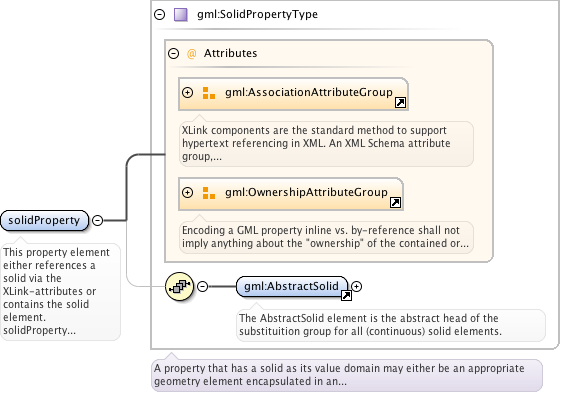 gml:SolidPropertyType
@ Attributes
gml:AssociationAttributeGroup
XLink components are the standard method to support
hypertext referencing in XML. An XML Schema attribute
group,...
gml:OwnershipAttributeGroup
Encoding a GML property inline vs. by-reference shall not
imply anything about the "ownership" of the contained or...
solidProperty
This property element
either references a
solid via the
XLink-attributes or
contains the solid
element.
solidProperty...
gml:AbstractSolid
The AbstractSolid element is the abstract head of the
substituition group for all (continuous) solid elements.
A property that has a solid as its value domain may either be an appropriate
geometry element encapsulated in an...